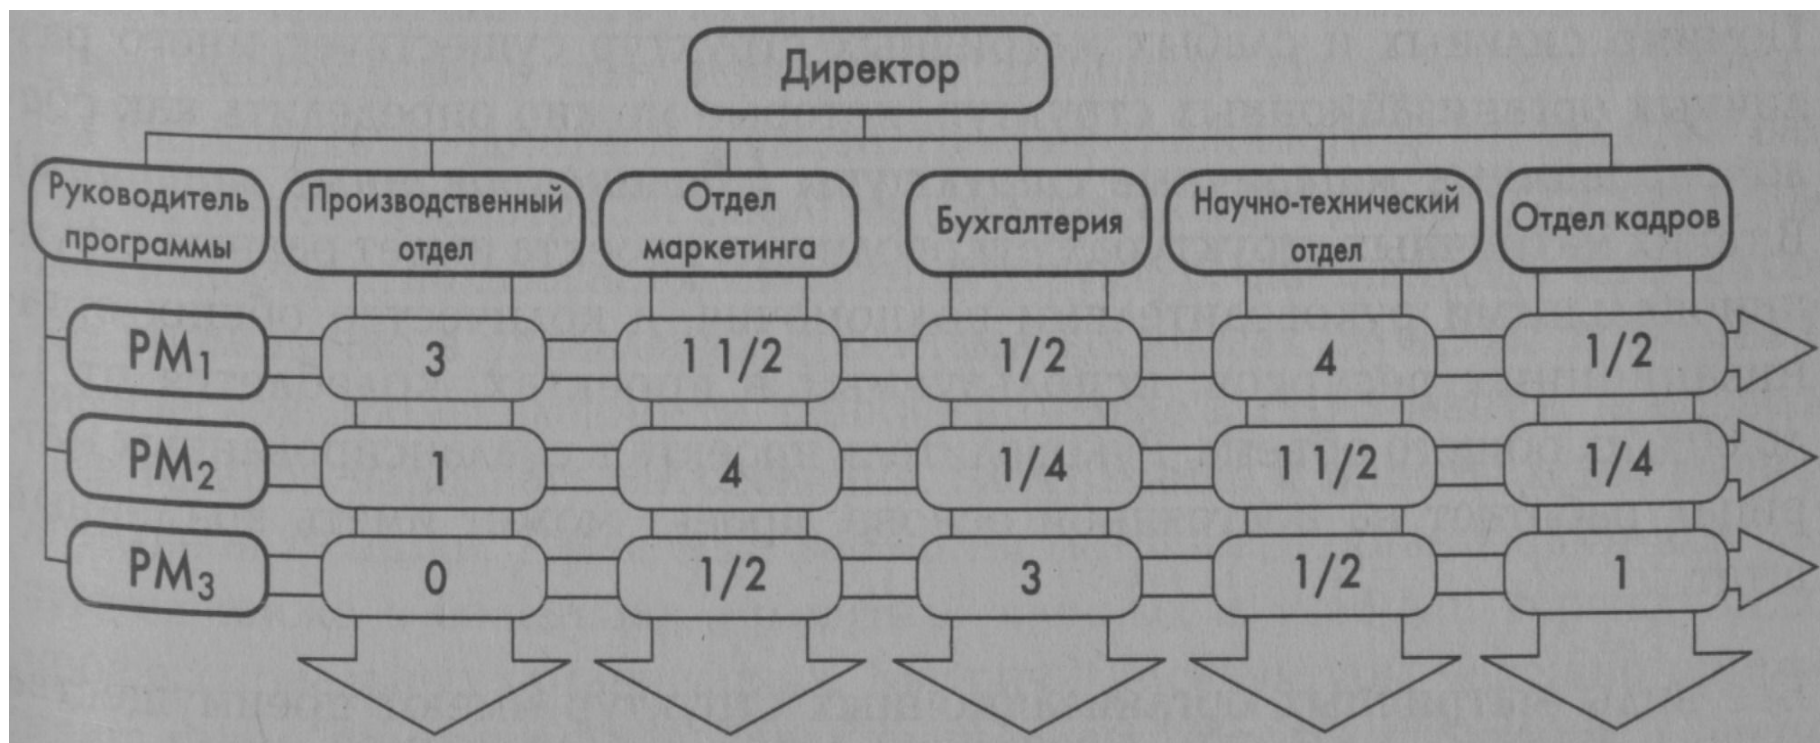 Директор
Руководитель
программы
Производственный
отдел
Отдел
маркетинга
Бухгалтерия
Научно-технический
отдел
Отдел кадров
PM₁ 3 1 1/2 1/2 4 1/2
PM₂ 1 4 1/4 1 1/2 1/4
PM₃ 0 1/2 3 1/2 1